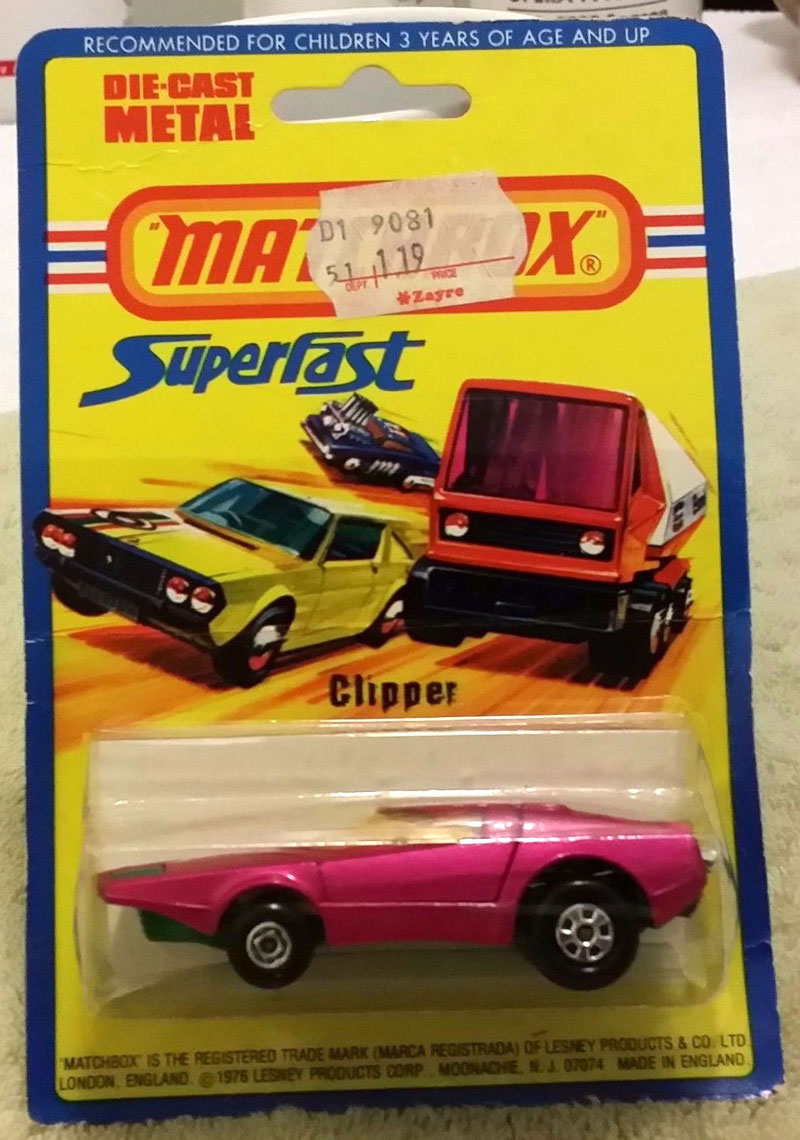 RECOMMENDED FOR CHILDREN 3 YEARS OF AGE AND UP
DIE-CAST
METAL
"MATCHBOX"®
D1 9081
51 1.19
DEPT. PRICE
Zayre
Superfast
Clipper
"MATCHBOX" IS THE REGISTERED TRADE MARK (MARCA REGISTRADA) OF LESNEY PRODUCTS & CO. LTD.
LONDON, ENGLAND. © 1976 LESNEY PRODUCTS CORP. MOONACHIE, N.J. 07074 MADE IN ENGLAND.